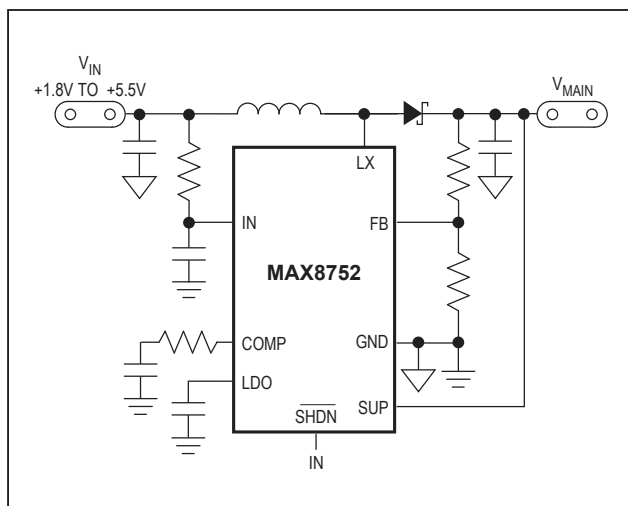 V_IN
+1.8V TO +5.5V
V_MAIN
LX
IN
FB
MAX8752
COMP
GND
LDO
SHDN
SUP
IN